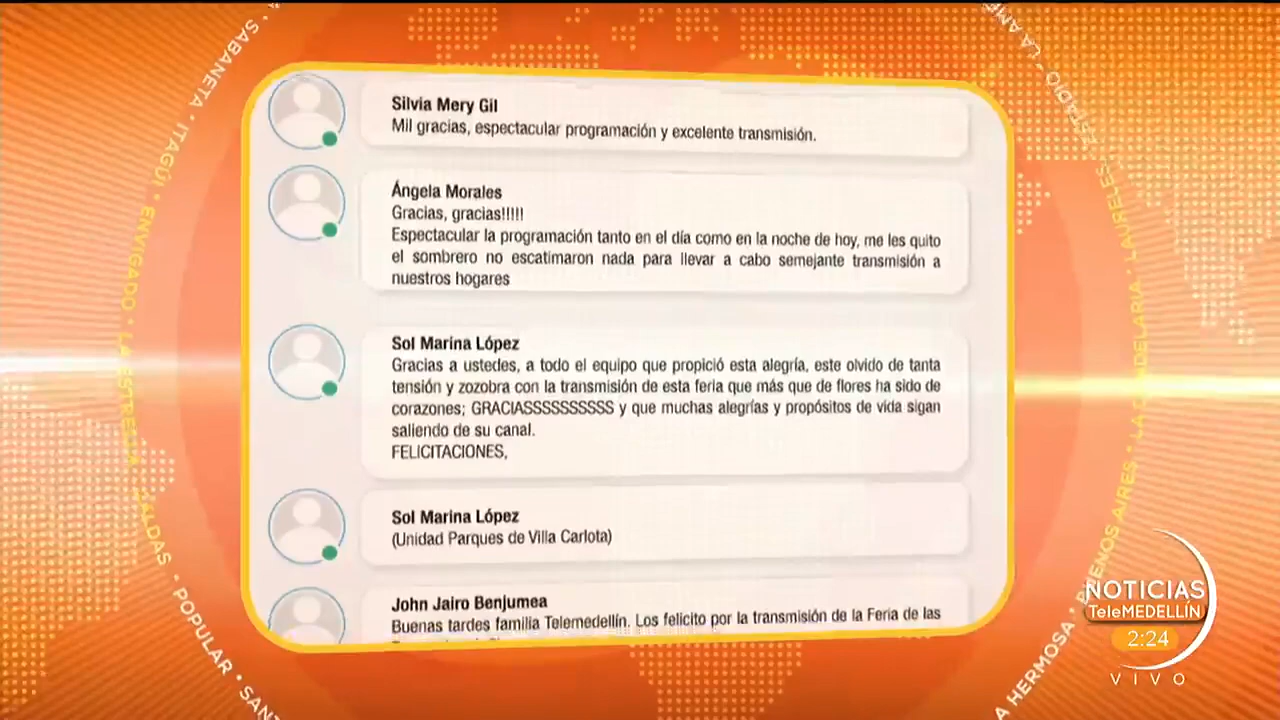 Silvia Mery Gil
Mil gracias, espectacular programación y excelente transmisión.
Ángela Morales
Gracias, gracias!!!!!
Espectacular la programación tanto en el día como en la noche de hoy, me les quito
el sombrero no escatimaron nada para llevar a cabo semejante transmisión a
nuestros hogares
Sol Marina López
Gracias a ustedes, a todo el equipo que propició esta alegría, este olvido de tanta
tensión y zozobra con la transmisión de esta feria que más que de flores ha sido de
corazones; GRACIASSSSSSSSSS y que muchas alegrías y propósitos de vida sigan
saliendo de su canal.
FELICITACIONES,
Sol Marina López
(Unidad Parques de Villa Carlota)
John Jairo Benjumea
Buenas tardes familia Telemedellín. Los felicito por la transmisión de la Feria de las
SABANETA • ITAGÜÍ • ENVIGADO • LA ESTRELLA • CALDAS • POPULAR •
ESTADIO
LAURELES • LA CANDELARIA • BUENOS AIRES •
HERMOSA •
NOTICIAS
TeleMEDELLÍN
2:24
VIVO